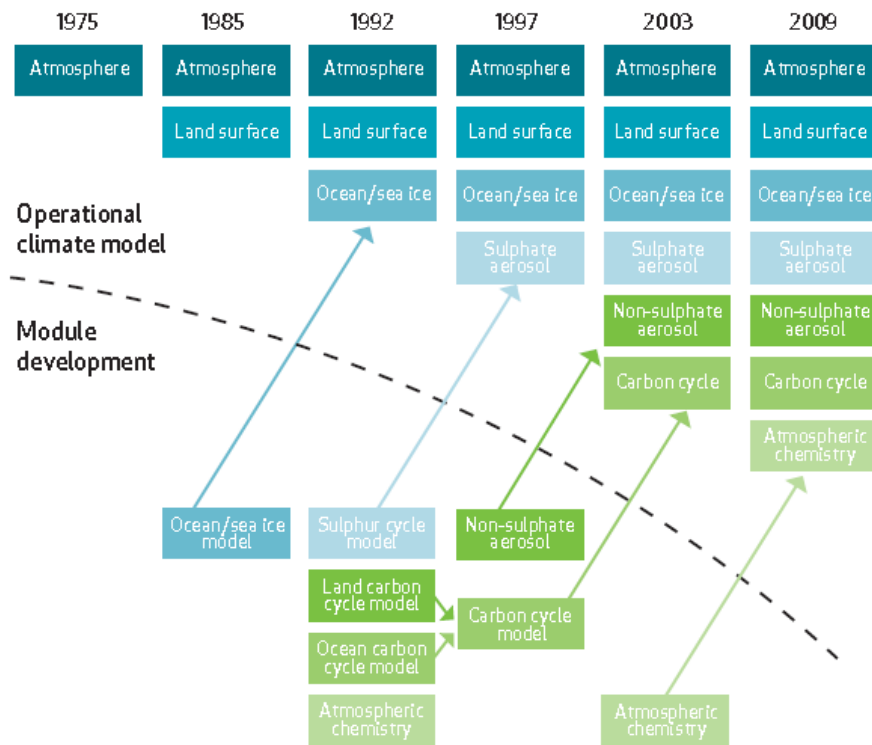 1975 1985 1992 1997 2003 2009
Atmosphere Atmosphere Atmosphere Atmosphere Atmosphere Atmosphere
Land surface Land surface Land surface Land surface Land surface
Ocean/sea ice Ocean/sea ice Ocean/sea ice Ocean/sea ice
Operational
climate model
Sulphate
aerosol
Sulphate
aerosol
Sulphate
aerosol
Non-sulphate
aerosol
Non-sulphate
aerosol
Module
development
Carbon cycle Carbon cycle
Atmospheric
chemistry
Ocean/sea ice
model
Sulphur cycle
model
Non-sulphate
aerosol
Land carbon
cycle model
Carbon cycle
model
Ocean carbon
cycle model
Atmospheric
chemistry
Atmospheric
chemistry